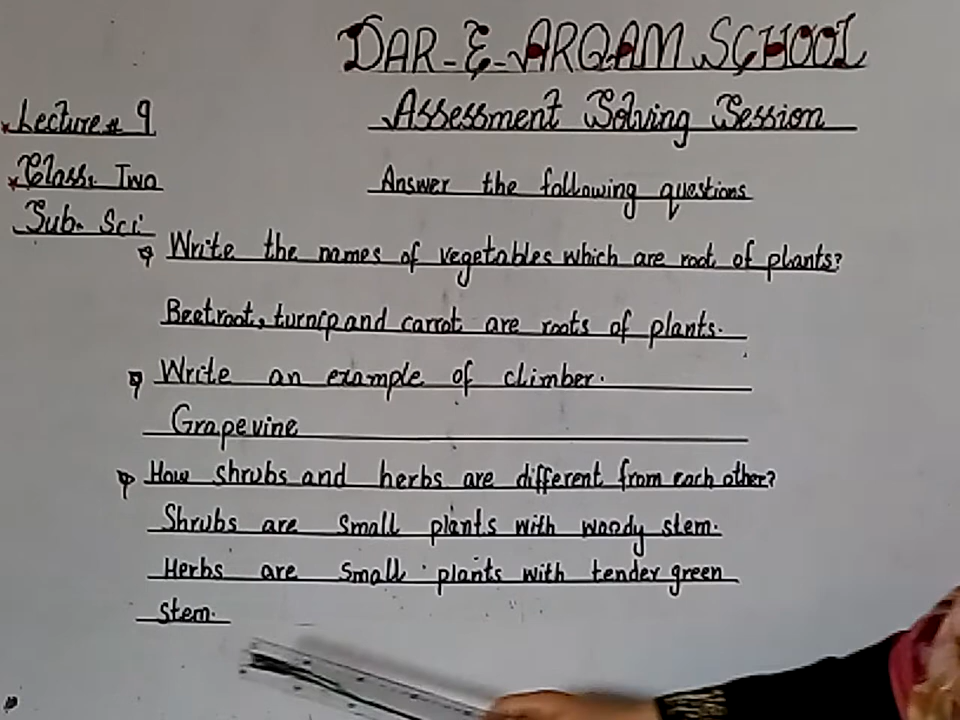 DAR-E-ARQAM SCHOOL
Assessment Solving Session
Lecture # 9
Class: Two
Sub. Sci
Answer the following questions
Write the names of vegetables which are root of plants?
Beetroot, turnip and carrot are roots of plants.
Write an example of climber.
Grapevine
How shrubs and herbs are different from each other?
Shrubs are small plants with woody stem.
Herbs are small plants with tender green
stem.